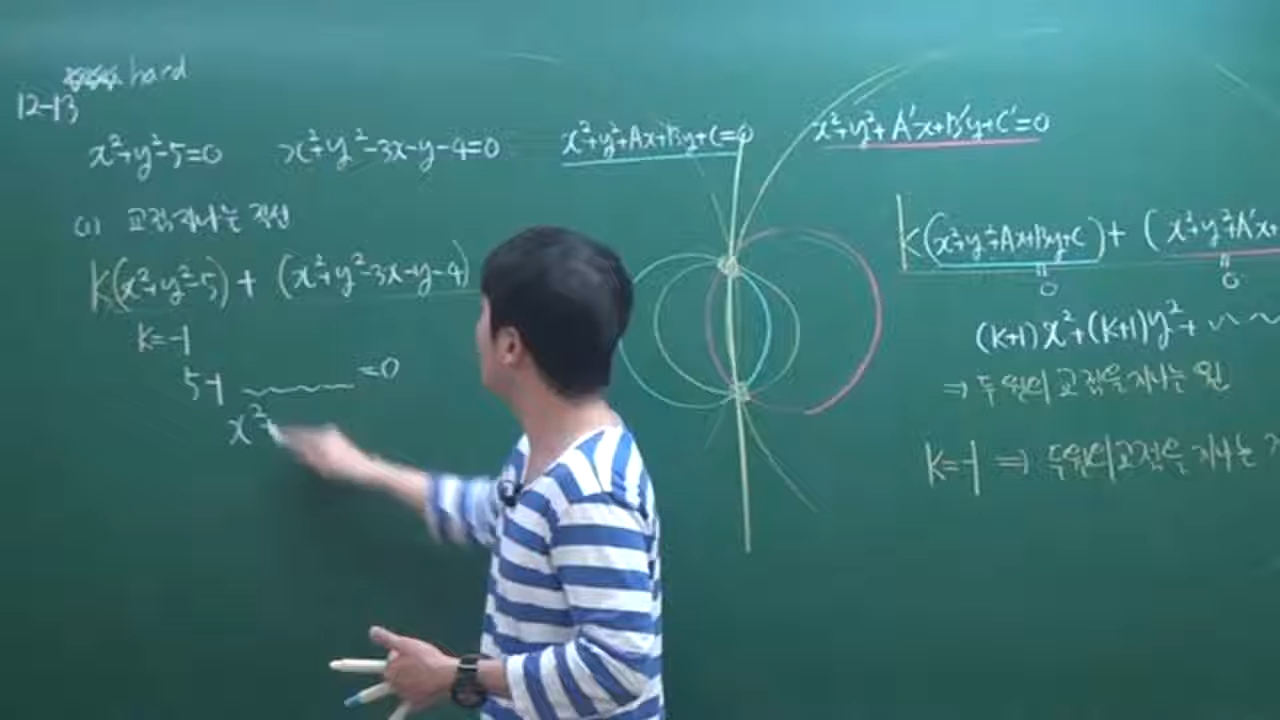 hard
12-13
x²+y²-5=0   x²+y²-3x-y-4=0
(1) 교점 지나는 직선
k(x²+y²-5) + (x²+y²-3x-y-4)
k=-1
=0
x²+
x²+y²+Ax+By+C=0
x²+y²+A'x+B'y+C'=0
k(x²+y²+Ax+By+C)+ (x²+y²A'x+
0   0
(k+1)x²+(k+1)y²+
⇒ 두 원의 교점을 지나는 원
k=-1 ⇒ 두 원의 교점을 지나는